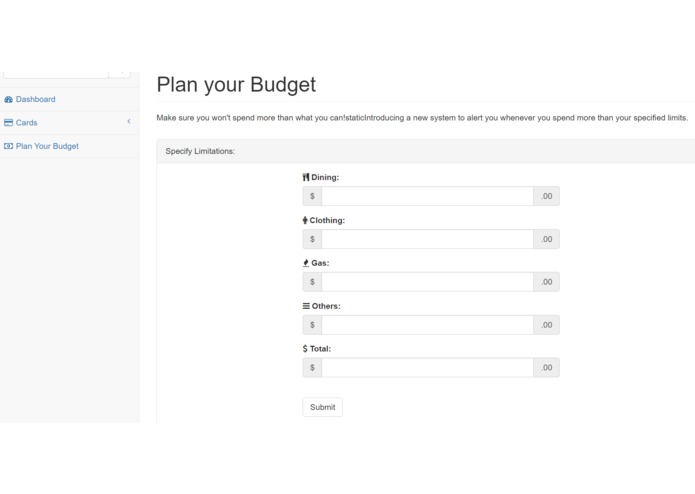 Plan your Budget
Dashboard
Cards
Plan Your Budget
Make sure you won't spend more than what you can!staticIntroducing a new system to alert you whenever you spend more than your specified limits.
Specify Limitations:
Dining:
$ .00
Clothing:
$ .00
Gas:
$ .00
Others:
$ .00
$ Total:
$ .00
Submit